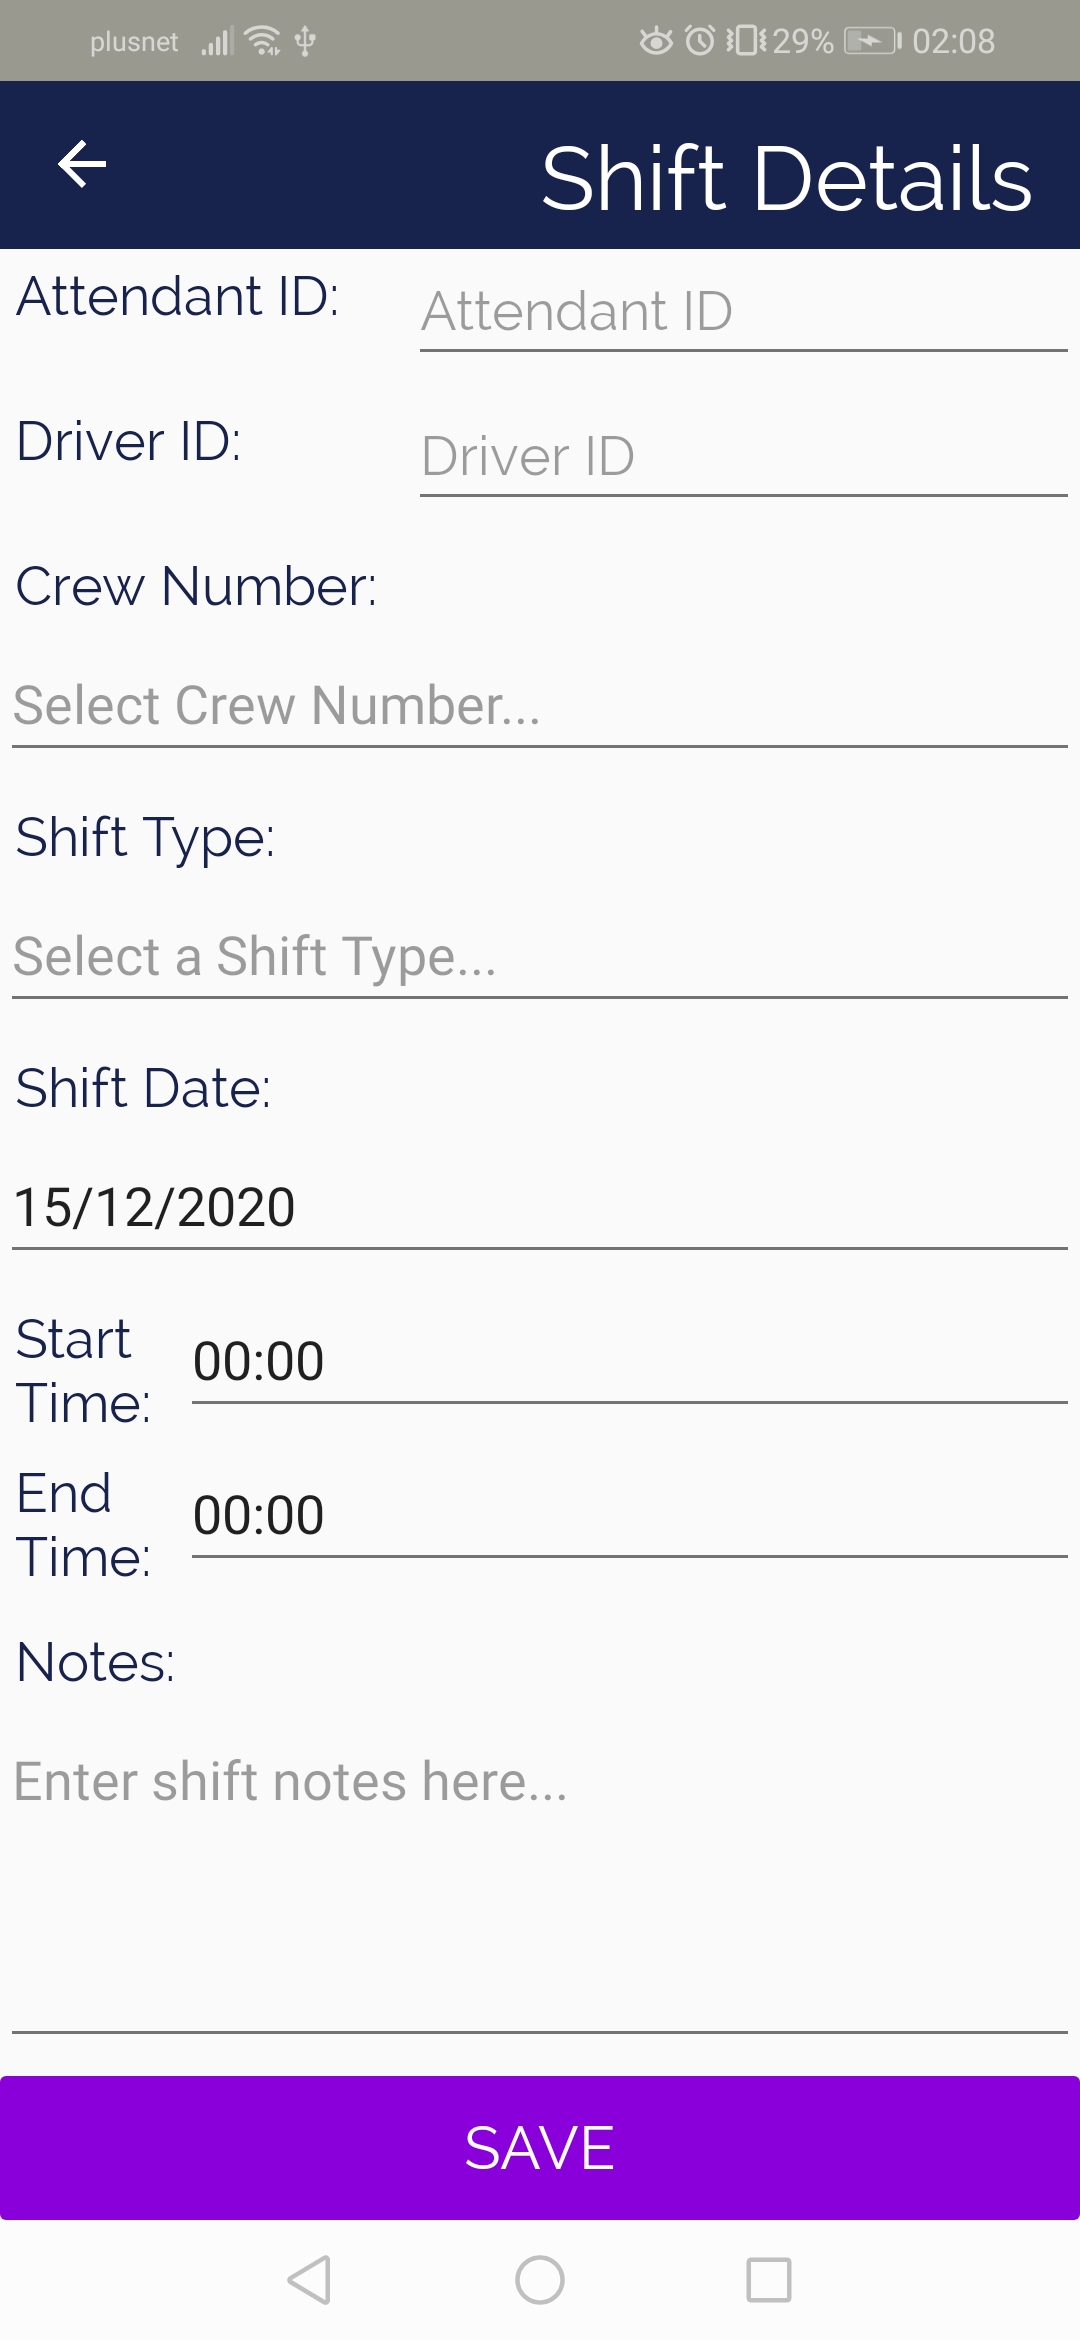 plusnet 29% 02:08
Shift Details
Attendant ID: Attendant ID
Driver ID: Driver ID
Crew Number:
Select Crew Number...
Shift Type:
Select a Shift Type...
Shift Date:
15/12/2020
Start Time: 00:00
End Time: 00:00
Notes:
Enter shift notes here...
SAVE